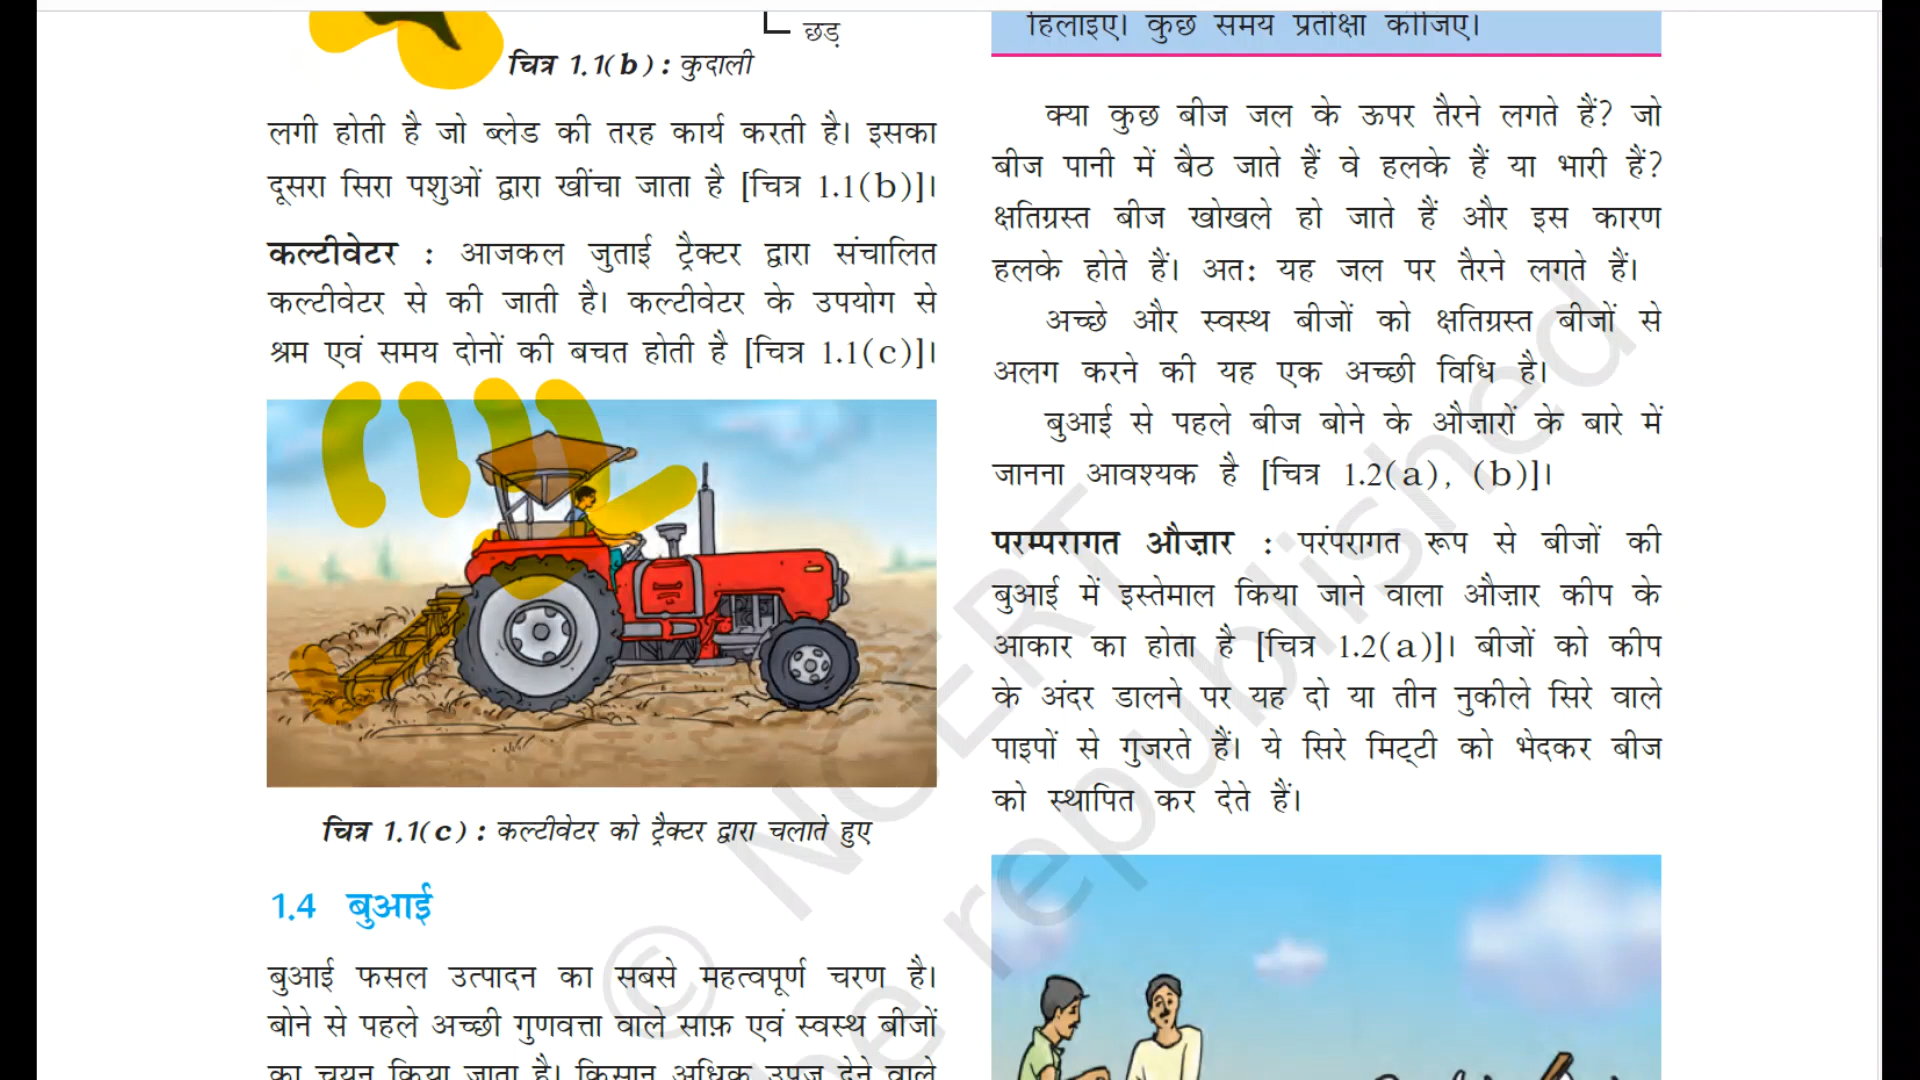 छड़
चित्र 1.1(b) : कुदाली
लगी होती है जो ब्लेड की तरह कार्य करती है। इसका
दूसरा सिरा पशुओं द्वारा खींचा जाता है [चित्र 1.1(b)]।
कल्टीवेटर : आजकल जुताई ट्रैक्टर द्वारा संचालित
कल्टीवेटर से की जाती है। कल्टीवेटर के उपयोग से
श्रम एवं समय दोनों की बचत होती है [चित्र 1.1(c)]।
चित्र 1.1(c) : कल्टीवेटर को ट्रैक्टर द्वारा चलाते हुए
1.4 बुआई
बुआई फसल उत्पादन का सबसे महत्वपूर्ण चरण है।
बोने से पहले अच्छी गुणवत्ता वाले साफ़ एवं स्वस्थ बीजों
का चयन किया जाता है। किसान अधिक उपज देने वाले
हिलाइए। कुछ समय प्रतीक्षा कीजिए।
क्या कुछ बीज जल के ऊपर तैरने लगते हैं? जो
बीज पानी में बैठ जाते हैं वे हलके हैं या भारी हैं?
क्षतिग्रस्त बीज खोखले हो जाते हैं और इस कारण
हलके होते हैं। अत: यह जल पर तैरने लगते हैं।
अच्छे और स्वस्थ बीजों को क्षतिग्रस्त बीजों से
अलग करने की यह एक अच्छी विधि है।
बुआई से पहले बीज बोने के औज़ारों के बारे में
जानना आवश्यक है [चित्र 1.2(a), (b)]।
परम्परागत औज़ार : परंपरागत रूप से बीजों की
बुआई में इस्तेमाल किया जाने वाला औज़ार कीप के
आकार का होता है [चित्र 1.2(a)]। बीजों को कीप
के अंदर डालने पर यह दो या तीन नुकीले सिरे वाले
पाइपों से गुजरते हैं। ये सिरे मिट्टी को भेदकर बीज
को स्थापित कर देते हैं।
© NCERT
be republished